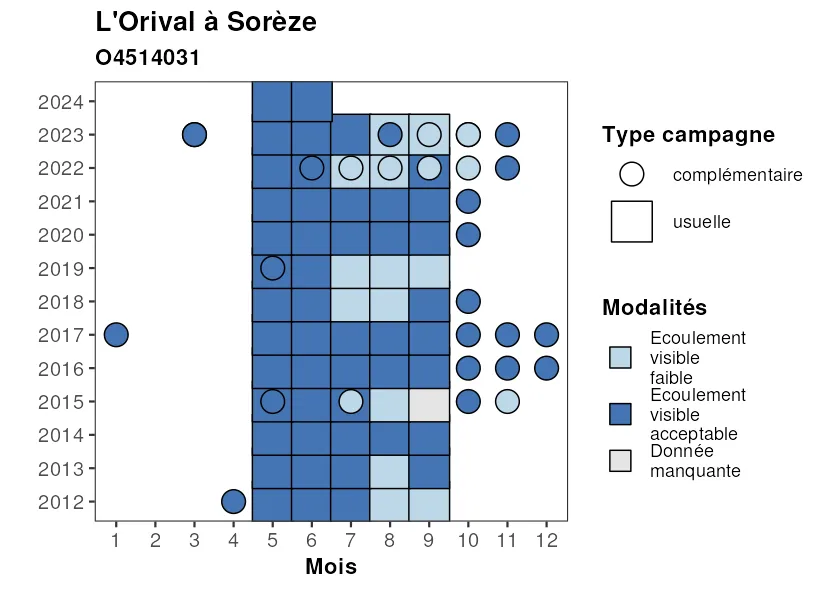 L'Orival à Sorèze
O4514031
2024
2023
2022
2021
2020
2019
2018
2017
2016
2015
2014
2013
2012
1 2 3 4 5 6 7 8 9 10 11 12
Mois
Type campagne
complémentaire
usuelle
Modalités
Ecoulement
visible
faible
Ecoulement
visible
acceptable
Donnée
manquante